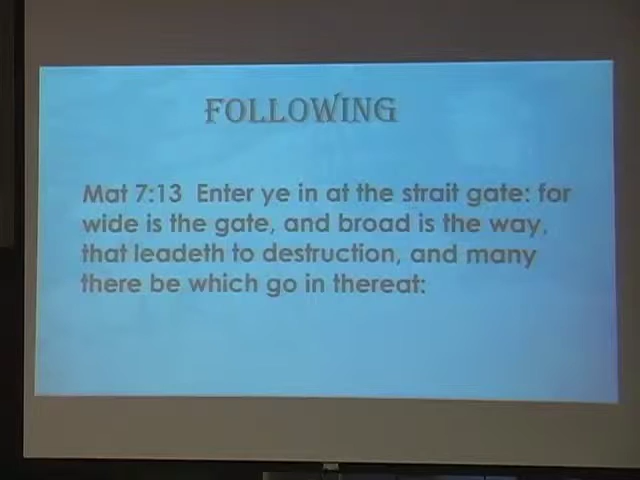 FOLLOWING
Mat 7:13 Enter ye in at the strait gate: for
wide is the gate, and broad is the way,
that leadeth to destruction, and many
there be which go in thereat: